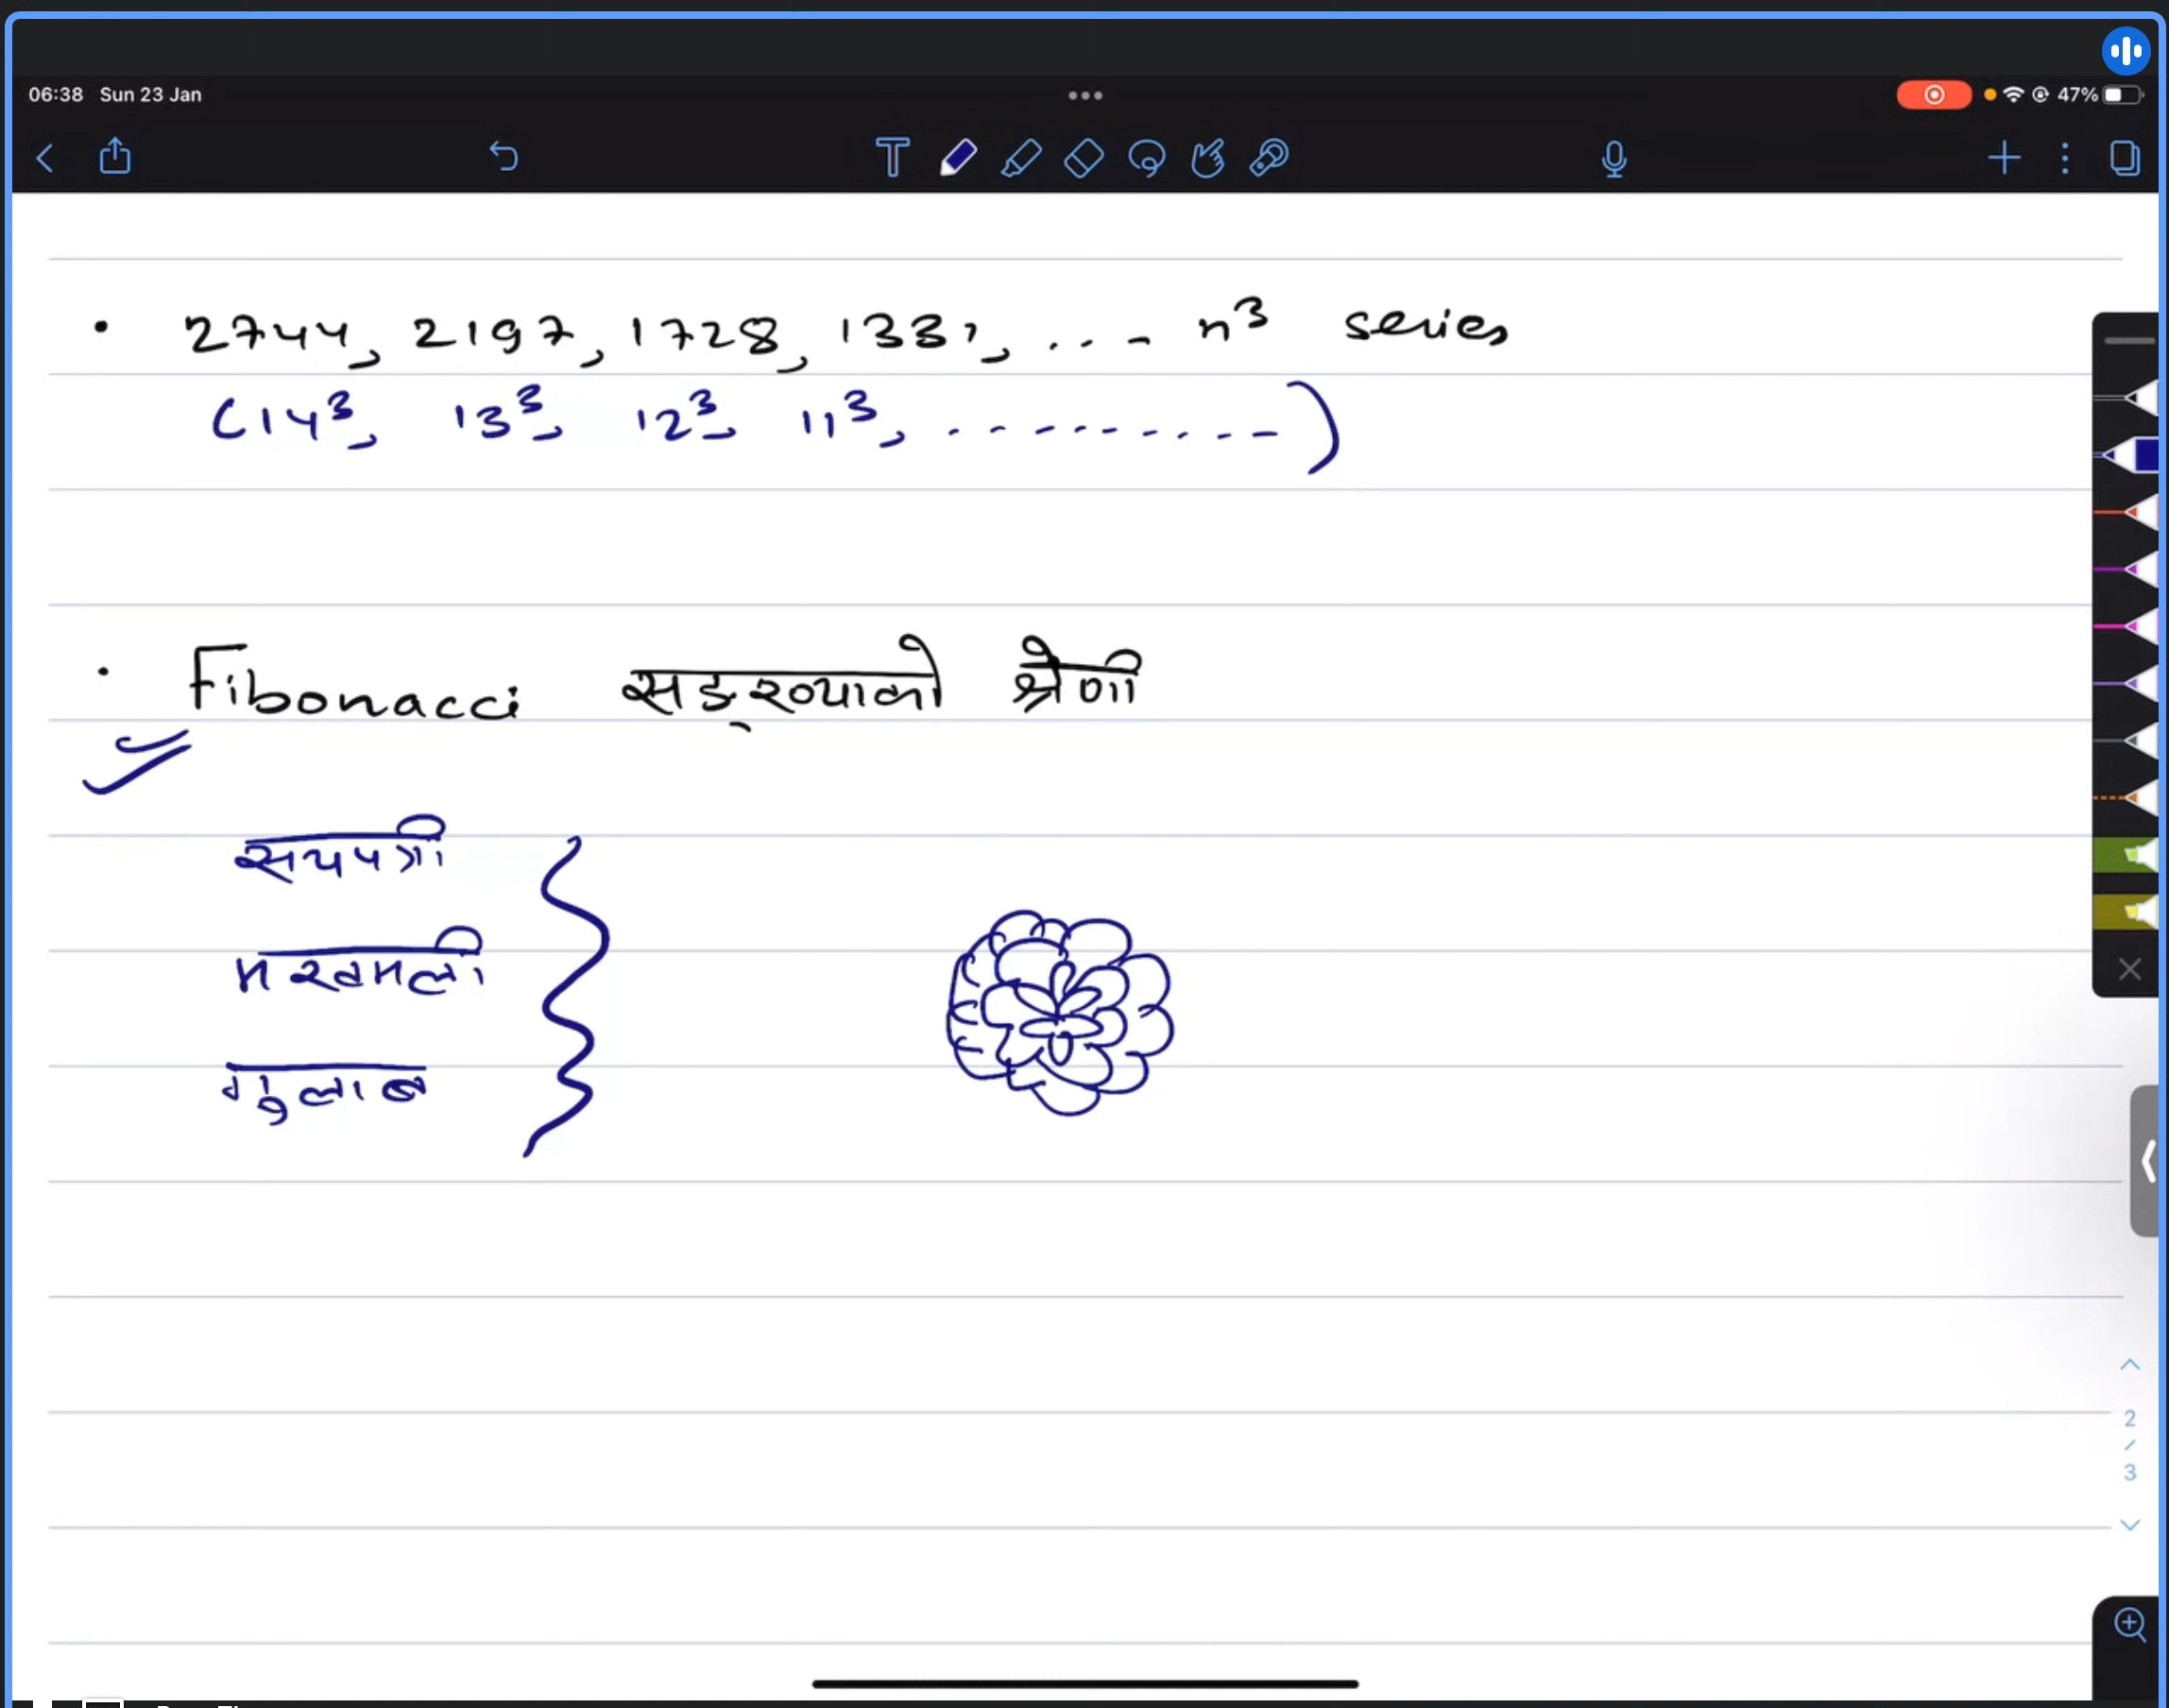 06:38 Sun 23 Jan
47%
• 2744, 2197, 1728, 1331, ... - n³ series
(14³, 13³, 12³, 11³, ----------)
• Fibonacci सङ्ख्याको श्रेणी
सयपत्री
मखमली
गुलाब
2
/
3